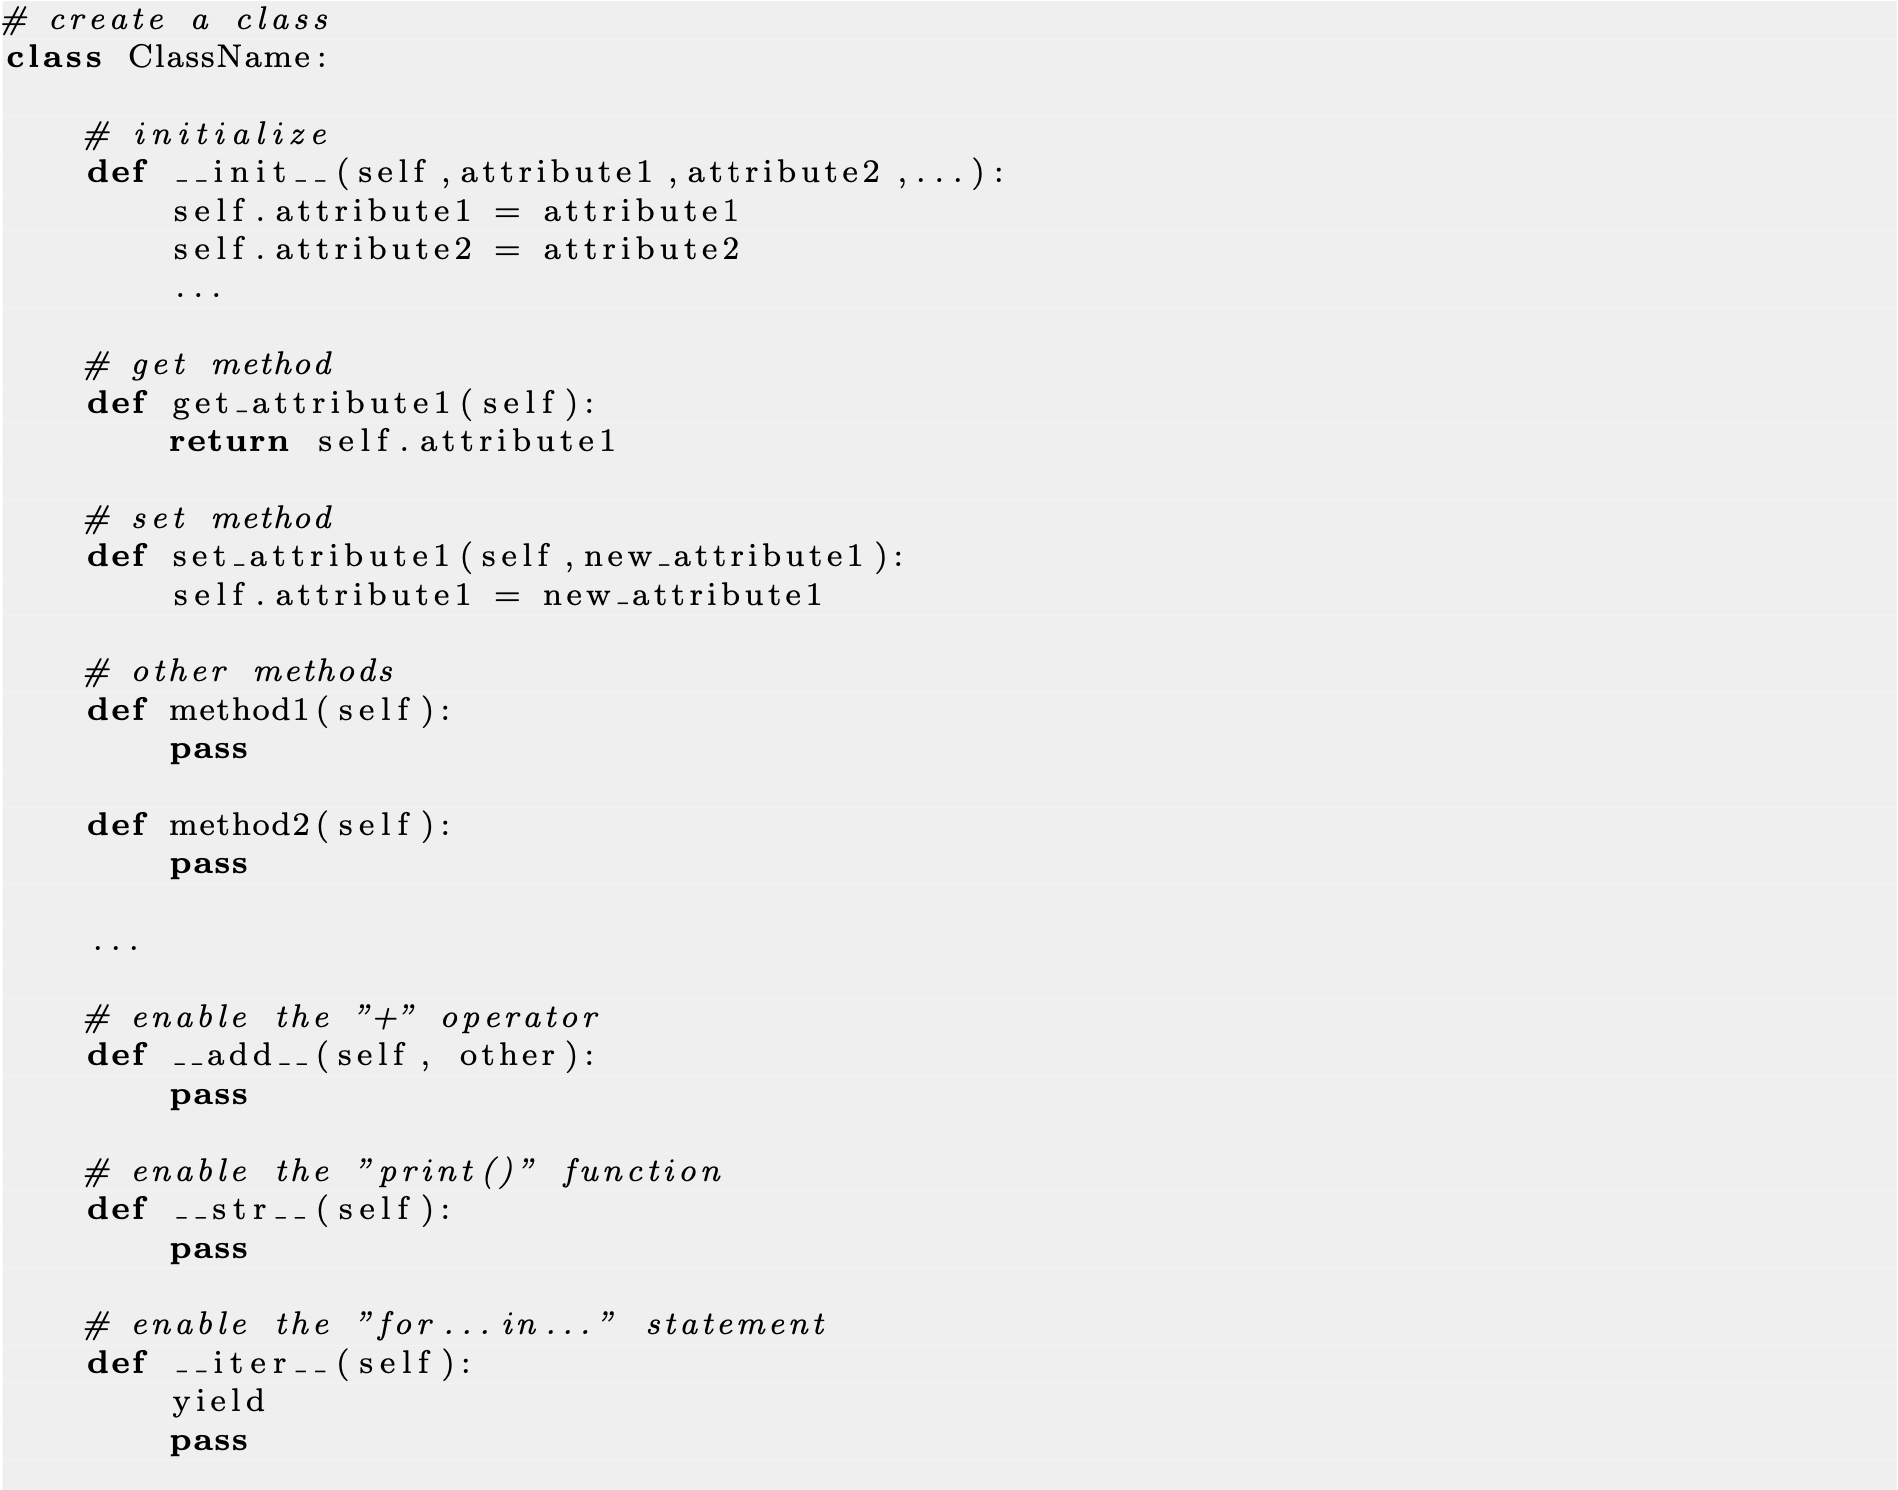 # create a class
class ClassName:
# initialize
def __init__(self,attribute1,attribute2,...):
self.attribute1 = attribute1
self.attribute2 = attribute2
...
# get method
def get_attribute1(self):
return self.attribute1
# set method
def set_attribute1(self,new_attribute1):
self.attribute1 = new_attribute1
# other methods
def method1(self):
pass
def method2(self):
pass
...
# enable the ”+” operator
def __add__(self, other):
pass
# enable the ”print()” function
def __str__(self):
pass
# enable the ”for...in...” statement
def __iter__(self):
yield
pass